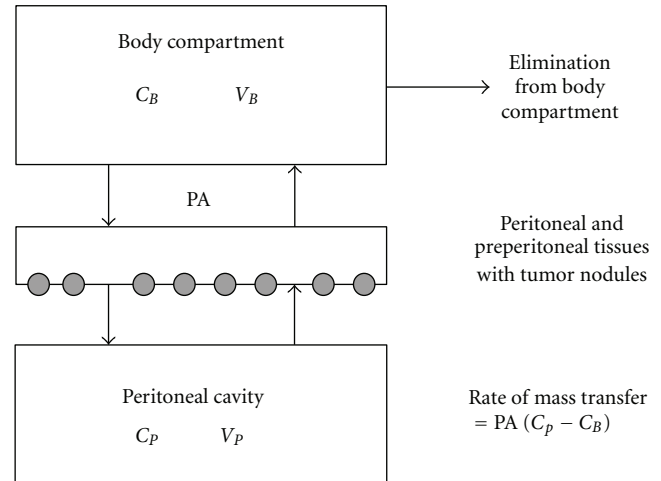 Body compartment
C_B V_B
Elimination
from body
compartment
PA
Peritoneal and
preperitoneal tissues
with tumor nodules
Peritoneal cavity
C_P V_P
Rate of mass transfer
= PA (C_p − C_B)